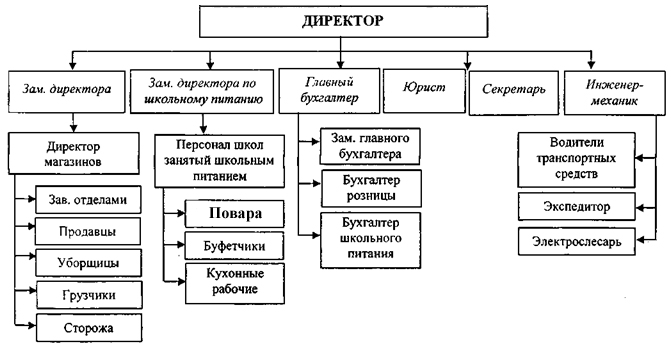 ДИРЕКТОР
Зам. директора
Зам. директора по
школьному питанию
Главный
бухгалтер
Юрист
Секретарь
Инженер-
механик
Директор
магазинов
Зав. отделами
Продавцы
Уборщицы
Грузчики
Сторожа
Персонал школ
занятый школьным
питанием
Повара
Буфетчики
Кухонные
рабочие
Зам. главного
бухгалтера
Бухгалтер
розницы
Бухгалтер
школьного
питания
Водители
транспортных
средств
Экспедитор
Электрослесарь